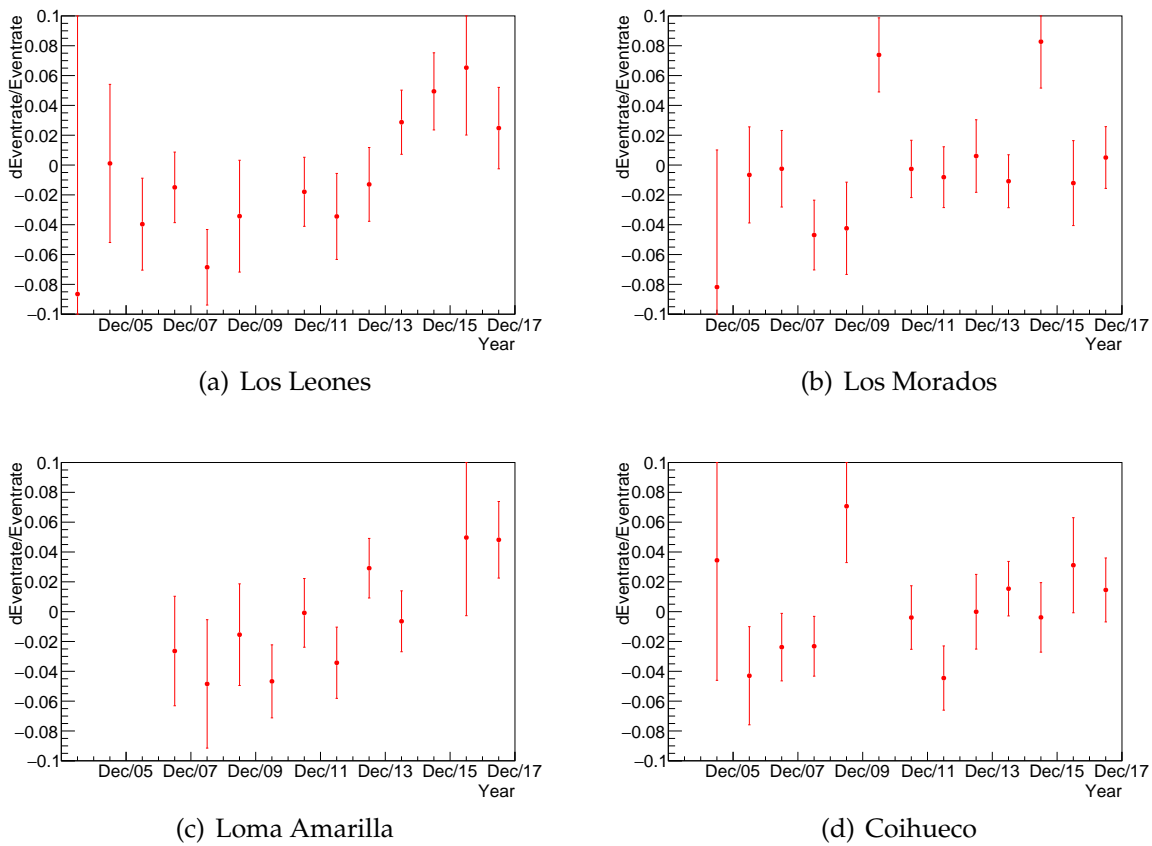 dEventrate/Eventrate
0.1
0.08
0.06
0.04
0.02
0
−0.02
−0.04
−0.06
−0.08
−0.1
Dec/05 Dec/07 Dec/09 Dec/11 Dec/13 Dec/15 Dec/17
Year
(a) Los Leones
dEventrate/Eventrate
0.1
0.08
0.06
0.04
0.02
0
−0.02
−0.04
−0.06
−0.08
−0.1
Dec/05 Dec/07 Dec/09 Dec/11 Dec/13 Dec/15 Dec/17
Year
(b) Los Morados
dEventrate/Eventrate
0.1
0.08
0.06
0.04
0.02
0
−0.02
−0.04
−0.06
−0.08
−0.1
Dec/05 Dec/07 Dec/09 Dec/11 Dec/13 Dec/15 Dec/17
Year
(c) Loma Amarilla
dEventrate/Eventrate
0.1
0.08
0.06
0.04
0.02
0
−0.02
−0.04
−0.06
−0.08
−0.1
Dec/05 Dec/07 Dec/09 Dec/11 Dec/13 Dec/15 Dec/17
Year
(d) Coihueco